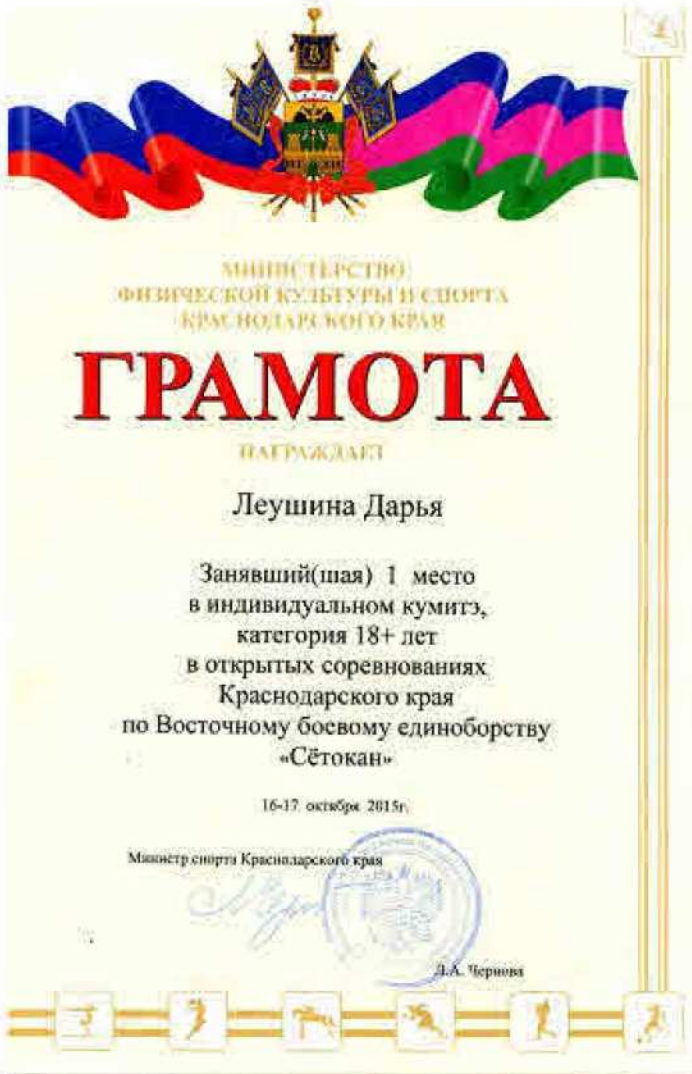 МИНИСТЕРСТВО
ФИЗИЧЕСКОЙ КУЛЬТУРЫ И СПОРТА
КРАСНОДАРСКОГО КРАЯ
ГРАМОТА
НАГРАЖДАЕТ
Леушина Дарья
Занявший(шая) 1 место
в индивидуальном кумитэ,
категория 18+ лет
в открытых соревнованиях
Краснодарского края
по Восточному боевому единоборству
«Сётокан»
16-17 октября 2015г.
Министр спорта Краснодарского края
Л.А. Чернова